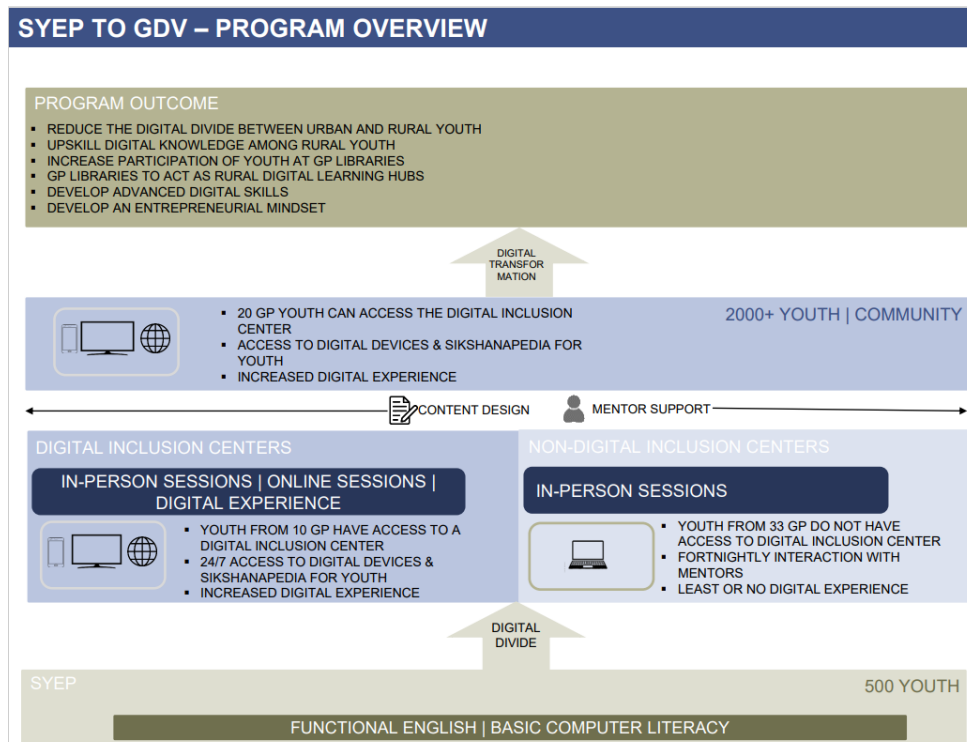 SYEP TO GDV – PROGRAM OVERVIEW
PROGRAM OUTCOME
▪ REDUCE THE DIGITAL DIVIDE BETWEEN URBAN AND RURAL YOUTH
▪ UPSKILL DIGITAL KNOWLEDGE AMONG RURAL YOUTH
▪ INCREASE PARTICIPATION OF YOUTH AT GP LIBRARIES
▪ GP LIBRARIES TO ACT AS RURAL DIGITAL LEARNING HUBS
▪ DEVELOP ADVANCED DIGITAL SKILLS
▪ DEVELOP AN ENTREPRENEURIAL MINDSET
DIGITAL
TRANSFOR
MATION
▪ 20 GP YOUTH CAN ACCESS THE DIGITAL INCLUSION
CENTER
▪ ACCESS TO DIGITAL DEVICES & SIKSHANAPEDIA FOR
YOUTH
▪ INCREASED DIGITAL EXPERIENCE
2000+ YOUTH | COMMUNITY
CONTENT DESIGN
MENTOR SUPPORT
DIGITAL INCLUSION CENTERS
IN-PERSON SESSIONS | ONLINE SESSIONS |
DIGITAL EXPERIENCE
▪ YOUTH FROM 10 GP HAVE ACCESS TO A
DIGITAL INCLUSION CENTER
▪ 24/7 ACCESS TO DIGITAL DEVICES &
SIKSHANAPEDIA FOR YOUTH
▪ INCREASED DIGITAL EXPERIENCE
NON-DIGITAL INCLUSION CENTERS
IN-PERSON SESSIONS
▪ YOUTH FROM 33 GP DO NOT HAVE
ACCESS TO DIGITAL INCLUSION CENTER
▪ FORTNIGHTLY INTERACTION WITH
MENTORS
▪ LEAST OR NO DIGITAL EXPERIENCE
DIGITAL
DIVIDE
SYEP
500 YOUTH
FUNCTIONAL ENGLISH | BASIC COMPUTER LITERACY